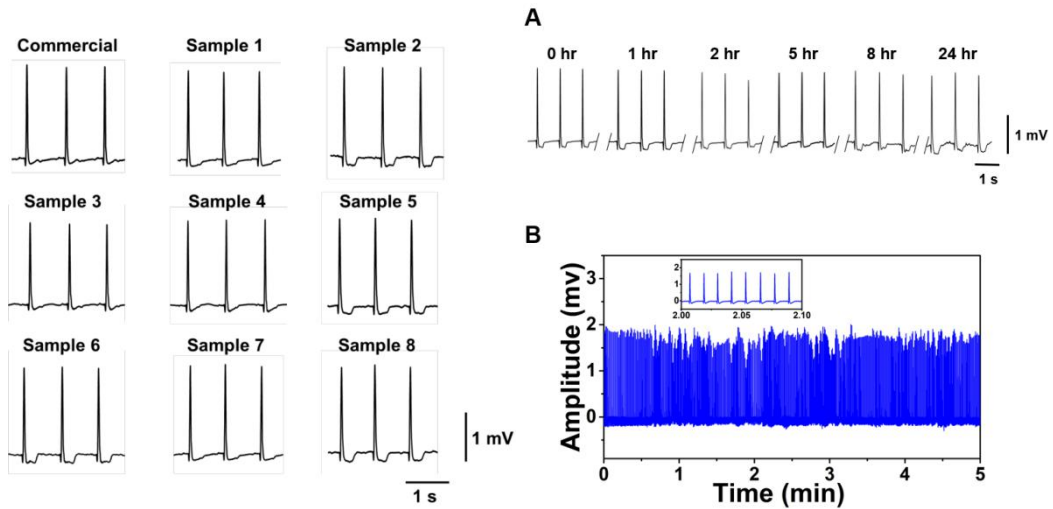 Commercial
Sample 1
Sample 2
Sample 3
Sample 4
Sample 5
Sample 6
Sample 7
Sample 8
1 mV
1 s
A
0 hr
1 hr
2 hr
5 hr
8 hr
24 hr
1 mV
1 s
B
Amplitude (mv)
3
2
1
0
2
1
0
2.00
2.05
2.10
0
1
2
3
4
5
Time (min)